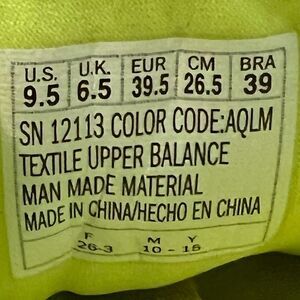 U.S. U.K. EUR CM BRA
9.5 6.5 39.5 26.5 39
SN 12113 COLOR CODE:AQLM
TEXTILE UPPER BALANCE
MAN MADE MATERIAL
MADE IN CHINA/HECHO EN CHINA
F M Y
26-3 10-15